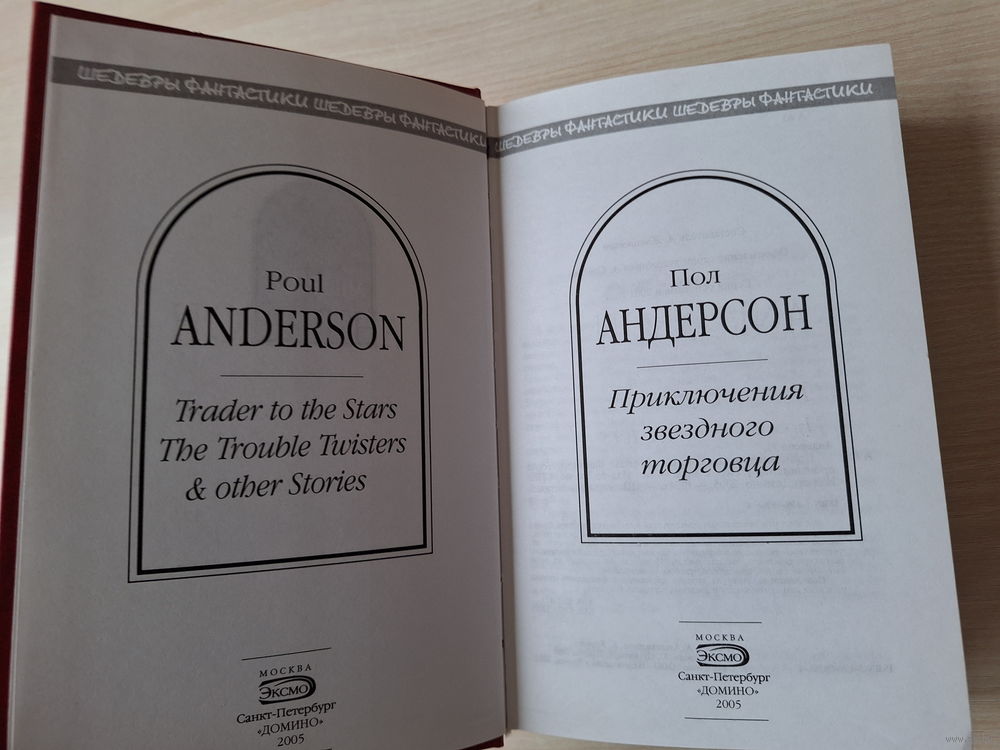 ШЕДЕВРЫ ФАНТАСТИКИ ШЕДЕВРЫ ФАНТАСТИКИ
Poul
ANDERSON
Trader to the Stars
The Trouble Twisters
& other Stories
МОСКВА
ЭКСМО
Санкт-Петербург
«ДОМИНО»
2005
ШЕДЕВРЫ ФАНТАСТИКИ ШЕДЕВРЫ ФАНТАСТИКИ
Пол
АНДЕРСОН
Приключения
звездного
торговца
МОСКВА
ЭКСМО
Санкт-Петербург
«ДОМИНО»
2005